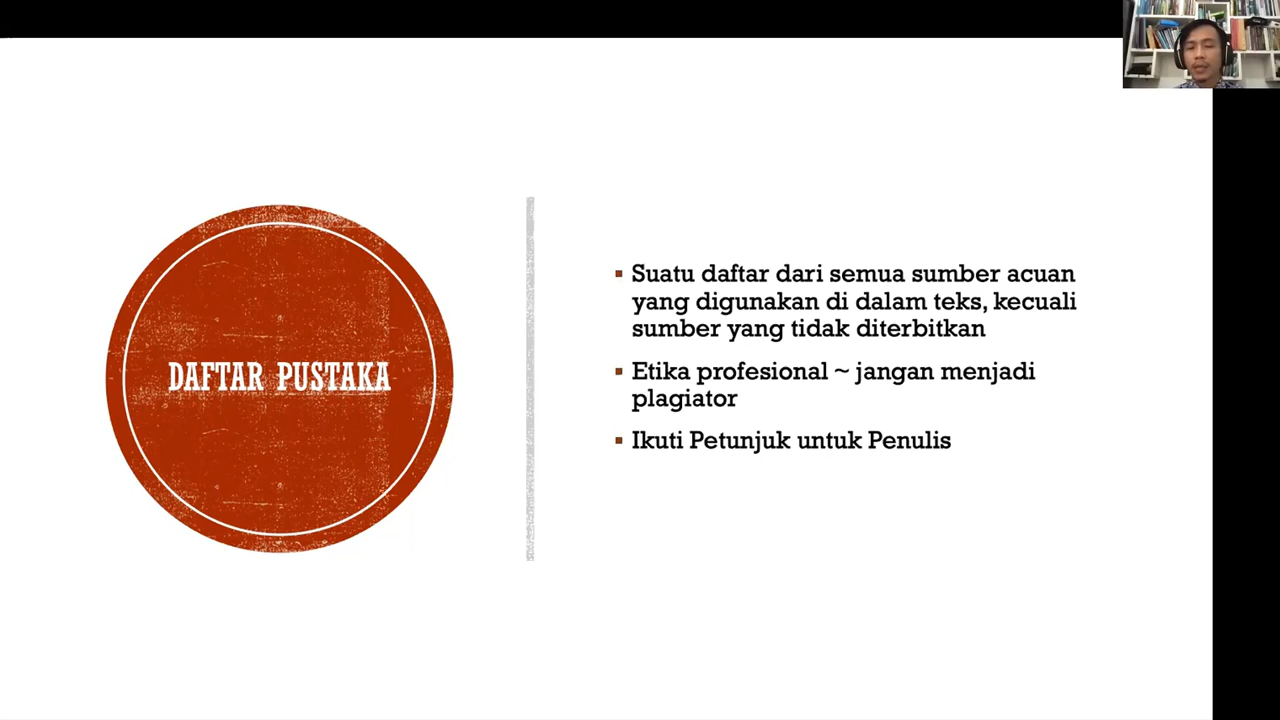 DAFTAR PUSTAKA
▪ Suatu daftar dari semua sumber acuan
yang digunakan di dalam teks, kecuali
sumber yang tidak diterbitkan
▪ Etika profesional ~ jangan menjadi
plagiator
▪ Ikuti Petunjuk untuk Penulis